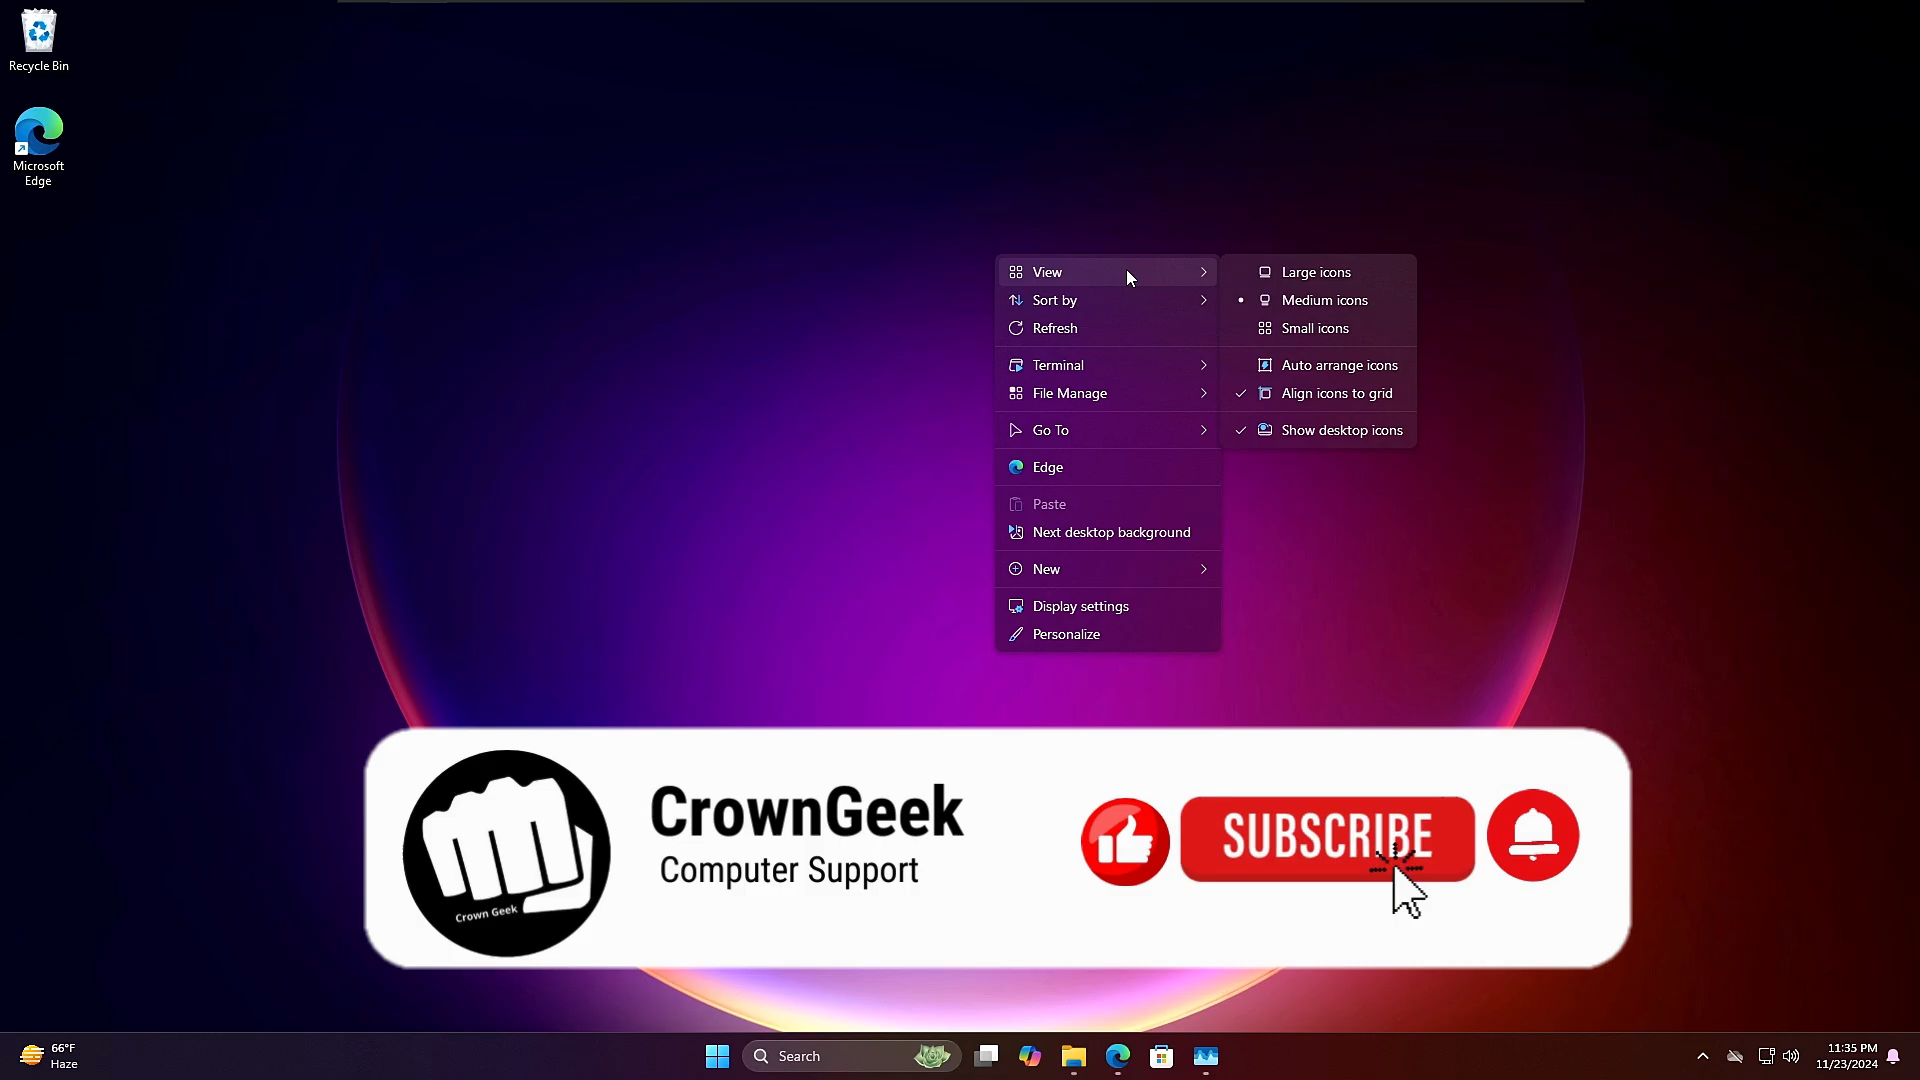 Recycle Bin
Microsoft
Edge
View
Sort by
Refresh
Terminal
File Manage
Go To
Edge
Paste
Next desktop background
New
Display settings
Personalize
Large icons
Medium icons
Small icons
Auto arrange icons
Align icons to grid
Show desktop icons
Crown Geek
CrownGeek
Computer Support
SUBSCRIBE
66°F
Haze
Search
11:35 PM
11/23/2024